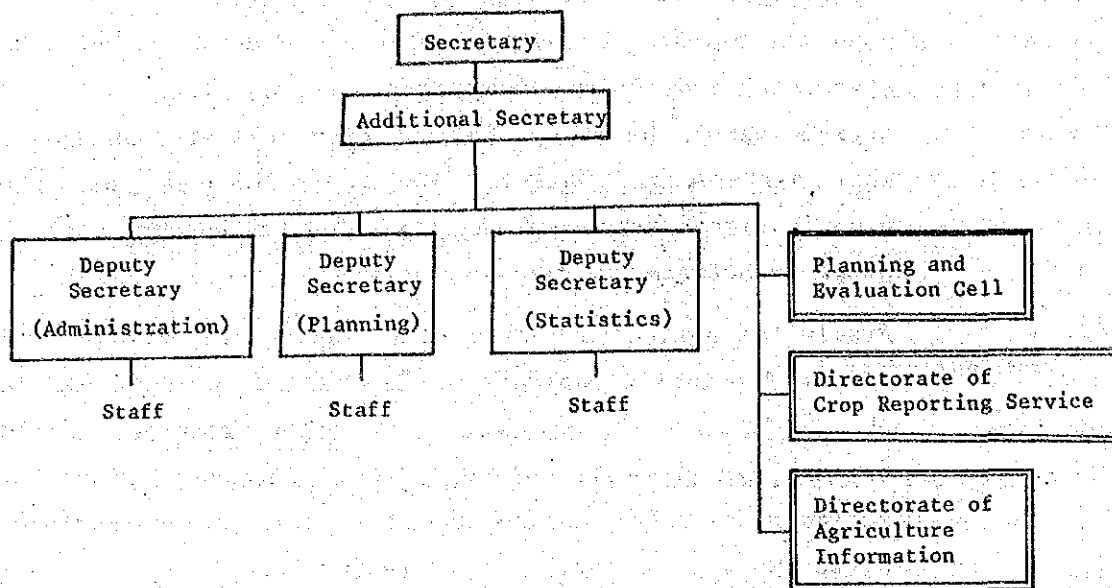 Secretary
Additional Secretary
Deputy
Secretary
(Administration)
Staff
Deputy
Secretary
(Planning)
Staff
Deputy
Secretary
(Statistics)
Staff
Planning and
Evaluation Cell
Directorate of
Crop Reporting Service
Directorate of
Agriculture
Information